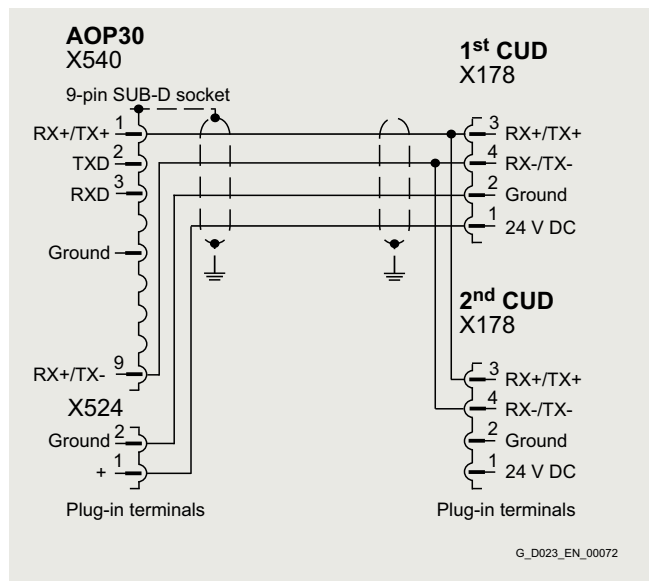 AOP30
X540
9-pin SUB-D socket
RX+/TX+ 1
TXD 2
RXD 3
Ground
RX+/TX- 9
X524
Ground 2
+ 1
Plug-in terminals
1st CUD
X178
3 RX+/TX+
4 RX-/TX-
2 Ground
1 24 V DC
2nd CUD
X178
3 RX+/TX+
4 RX-/TX-
2 Ground
1 24 V DC
Plug-in terminals
G_D023_EN_00072